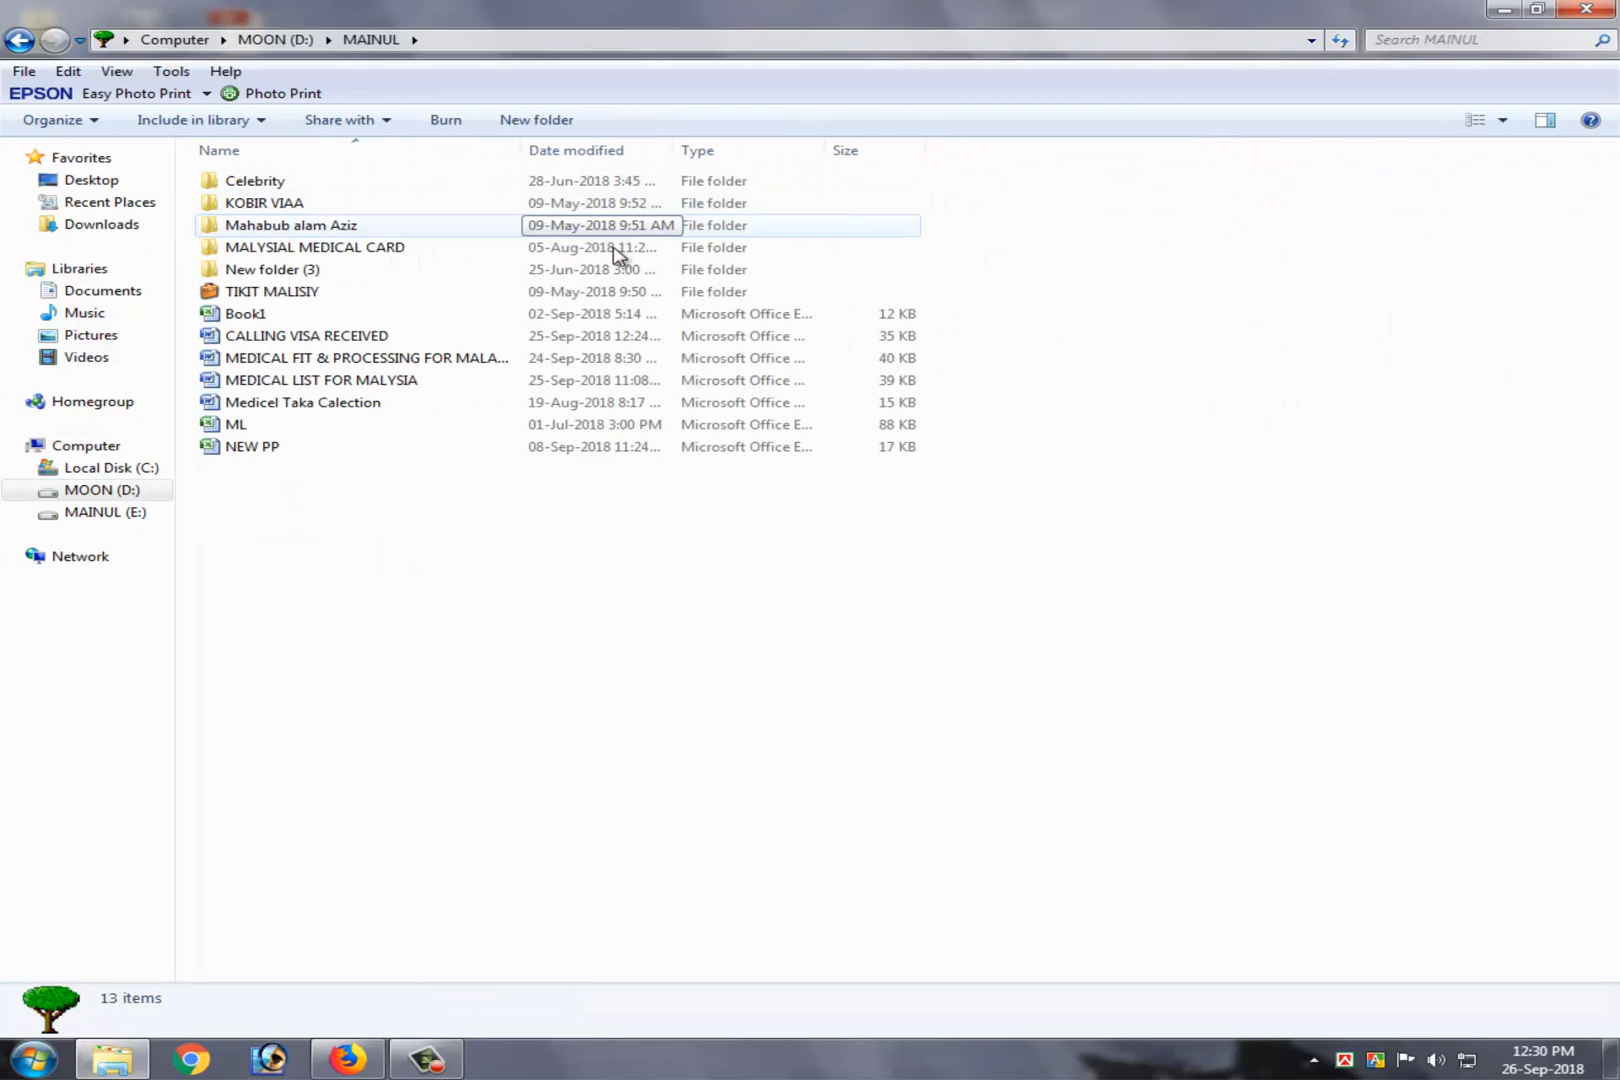 Computer MOON (D:) MAINUL Search MAINUL
File Edit View Tools Help
EPSON Easy Photo Print Photo Print
Organize Include in library Share with Burn New folder
Name Date modified Type Size
Favorites
Desktop
Recent Places
Downloads
Libraries
Documents
Music
Pictures
Videos
Homegroup
Computer
Local Disk (C:)
MOON (D:)
MAINUL (E:)
Network
Celebrity 28-Jun-2018 3:45 ... File folder
KOBIR VIAA 09-May-2018 9:52 ... File folder
Mahabub alam Aziz 09-May-2018 9:51 AM File folder
MALYSIAL MEDICAL CARD 05-Aug-2018 11:2... File folder
New folder (3) 25-Jun-2018 3:00 ... File folder
TIKIT MALISIY 09-May-2018 9:50 ... File folder
Book1 02-Sep-2018 5:14 ... Microsoft Office E... 12 KB
CALLING VISA RECEIVED 25-Sep-2018 12:24... Microsoft Office ... 35 KB
MEDICAL FIT & PROCESSING FOR MALA... 24-Sep-2018 8:30 ... Microsoft Office ... 40 KB
MEDICAL LIST FOR MALYSIA 25-Sep-2018 11:08... Microsoft Office ... 39 KB
Medicel Taka Calection 19-Aug-2018 8:17 ... Microsoft Office ... 15 KB
ML 01-Jul-2018 3:00 PM Microsoft Office E... 88 KB
NEW PP 08-Sep-2018 11:24... Microsoft Office E... 17 KB
13 items
12:30 PM
26-Sep-2018